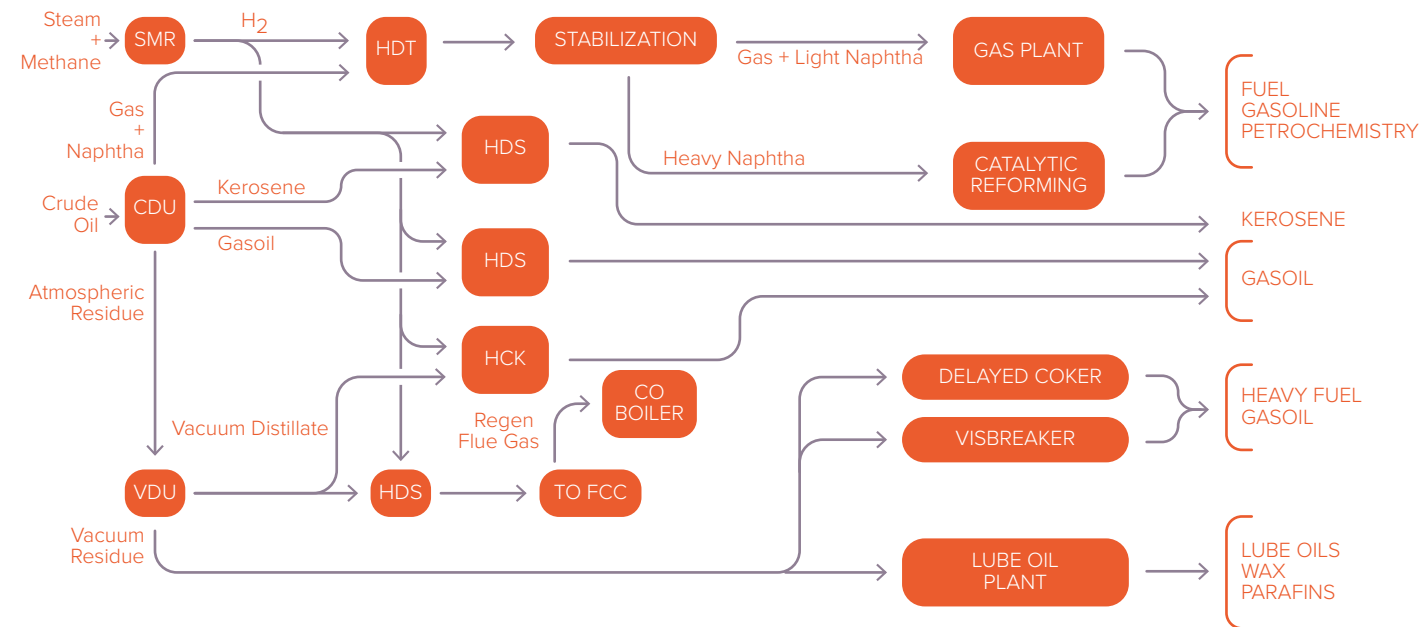 Steam
+
Methane
SMR
H2
HDT
STABILIZATION
Gas + Light Naphtha
GAS PLANT
FUEL
GASOLINE
PETROCHEMISTRY
Gas
+
Naphtha
HDS
Heavy Naphtha
CATALYTIC
REFORMING
Crude
Oil
CDU
Kerosene
Gasoil
KEROSENE
HDS
GASOIL
Atmospheric
Residue
HCK
CO
BOILER
DELAYED COKER
HEAVY FUEL
GASOIL
Vacuum Distillate
Regen
Flue Gas
VISBREAKER
VDU
HDS
TO FCC
Vacuum
Residue
LUBE OIL
PLANT
LUBE OILS
WAX
PARAFINS